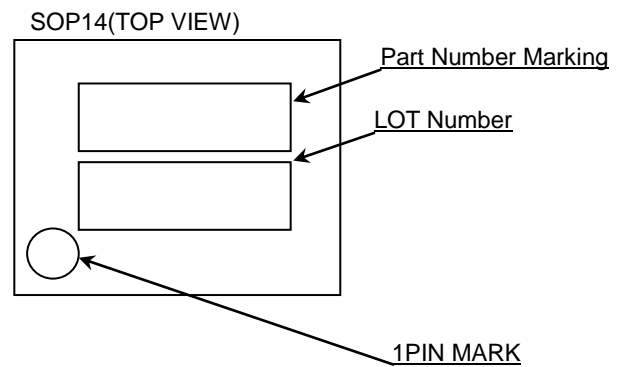 SOP14(TOP VIEW)
Part Number Marking
LOT Number
1PIN MARK